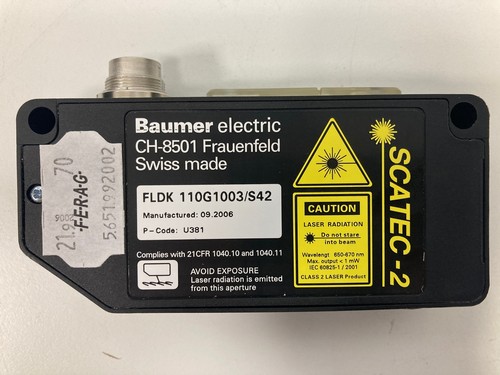 Baumer electric
CH-8501 Frauenfeld
Swiss made
FLDK 110G1003/S42
Manufactured: 09.2006
P-Code: U381
Complies with 21CFR 1040.10 and 1040.11
AVOID EXPOSURE
Laser radiation is emitted
from this aperture
CAUTION
LASER RADIATION
Do not stare
into beam
Wavelengt 650-670 nm
Max. output < 1 mW
IEC 60825-1 / 2001
CLASS 2 LASER Product
SCATEC-2
70
F·E·R·A·G
5651992002